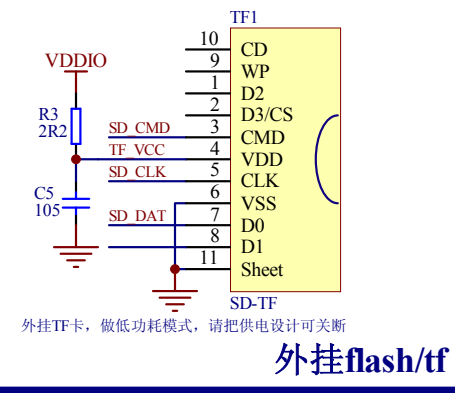 TF1
10 CD
VDDIO
9 WP
1 D2
R3
2 D3/CS
2R2
SD_CMD 3 CMD
TF_VCC 4 VDD
SD_CLK 5 CLK
C5
6 VSS
105
SD_DAT 7 D0
8 D1
11 Sheet
SD-TF
外挂TF卡，做低功耗模式，请把供电设计可关断
外挂flash/tf